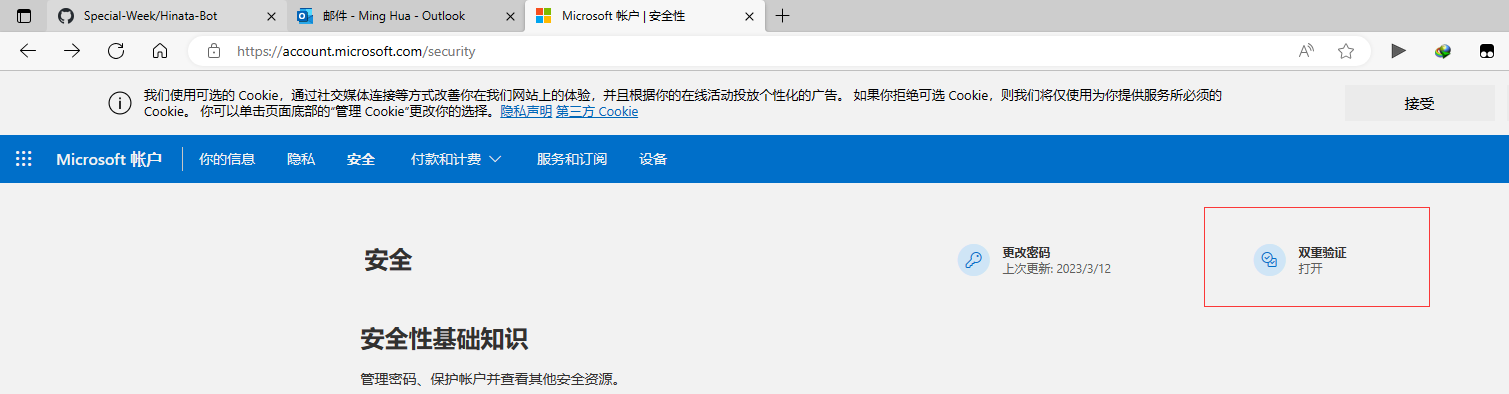 Special-Week/Hinata-Bot
邮件 - Ming Hua - Outlook
Microsoft 帐户 | 安全性
https://account.microsoft.com/security
我们使用可选的 Cookie，通过社交媒体连接等方式改善你在我们网站上的体验，并且根据你的在线活动投放个性化的广告。 如果你拒绝可选 Cookie，则我们将仅使用为你提供服务所必须的
Cookie。 你可以单击页面底部的“管理 Cookie”更改你的选择。隐私声明 第三方 Cookie
接受
Microsoft 帐户
你的信息
隐私
安全
付款和计费
服务和订阅
设备
安全
更改密码
上次更新: 2023/3/12
双重验证
打开
安全性基础知识
管理密码、保护帐户并查看其他安全资源。